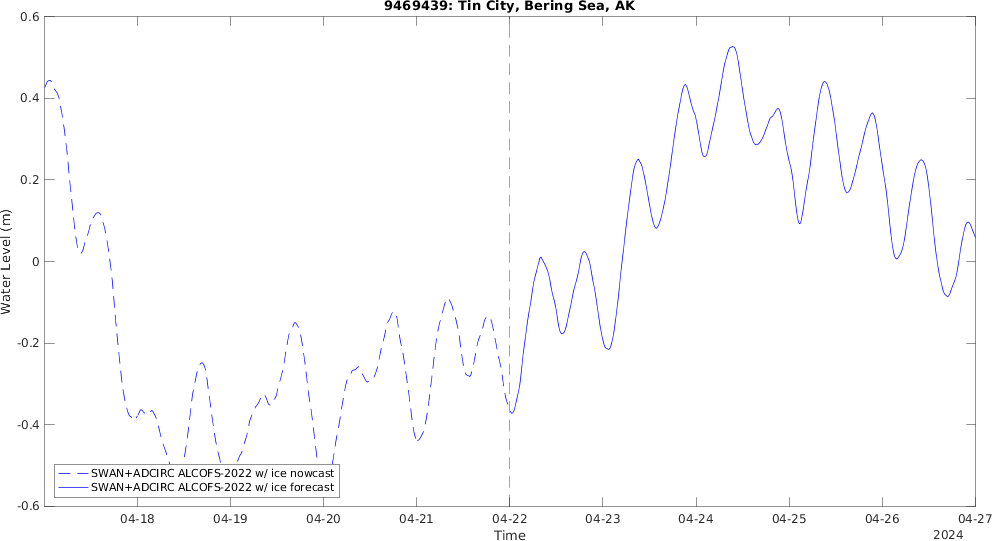 9469439: Tin City, Bering Sea, AK
0.6
0.4
0.2
0
-0.2
-0.4
-0.6
Water Level (m)
SWAN+ADCIRC ALCOFS-2022 w/ ice nowcast
SWAN+ADCIRC ALCOFS-2022 w/ ice forecast
04-18 04-19 04-20 04-21 04-22 04-23 04-24 04-25 04-26 04-27
Time
2024